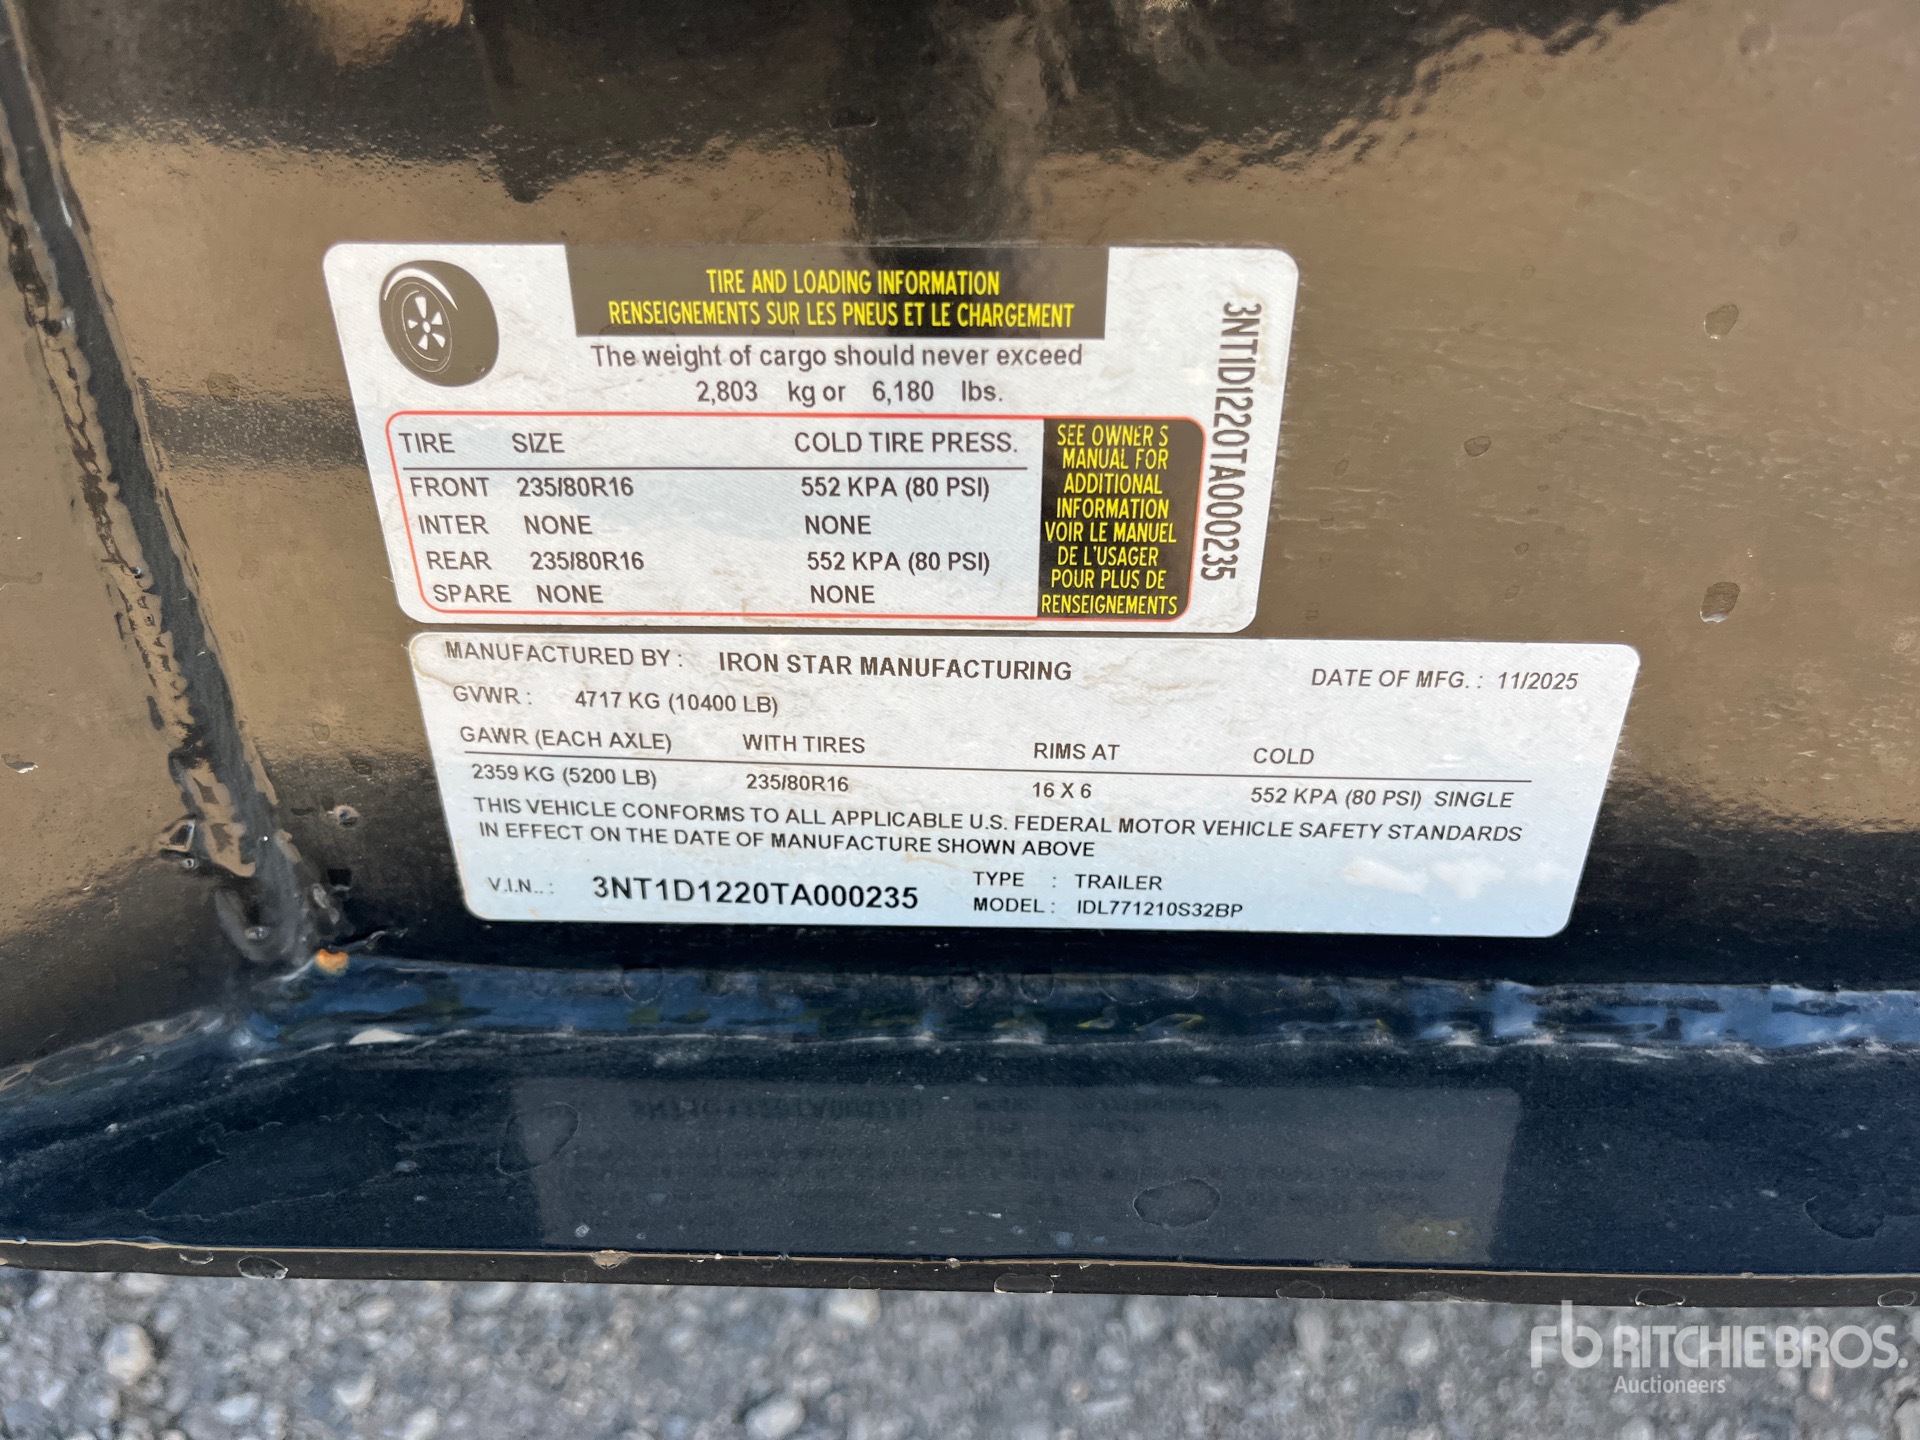 TIRE AND LOADING INFORMATION
RENSEIGNEMENTS SUR LES PNEUS ET LE CHARGEMENT
The weight of cargo should never exceed
2,803 kg or 6,180 lbs.
TIRE SIZE COLD TIRE PRESS.
FRONT 235/80R16 552 KPA (80 PSI)
INTER NONE NONE
REAR 235/80R16 552 KPA (80 PSI)
SPARE NONE NONE
SEE OWNER S
MANUAL FOR
ADDITIONAL
INFORMATION
VOIR LE MANUEL
DE L'USAGER
POUR PLUS DE
RENSEIGNEMENTS
3NT1D1220TA000235
MANUFACTURED BY : IRON STAR MANUFACTURING DATE OF MFG. : 11/2025
GVWR : 4717 KG (10400 LB)
GAWR (EACH AXLE) WITH TIRES RIMS AT COLD
2359 KG (5200 LB) 235/80R16 16 X 6 552 KPA (80 PSI) SINGLE
THIS VEHICLE CONFORMS TO ALL APPLICABLE U.S. FEDERAL MOTOR VEHICLE SAFETY STANDARDS
IN EFFECT ON THE DATE OF MANUFACTURE SHOWN ABOVE
V.I.N.. : 3NT1D1220TA000235 TYPE : TRAILER
MODEL : IDL771210S32BP
rb RITCHIE BROS.
Auctioneers